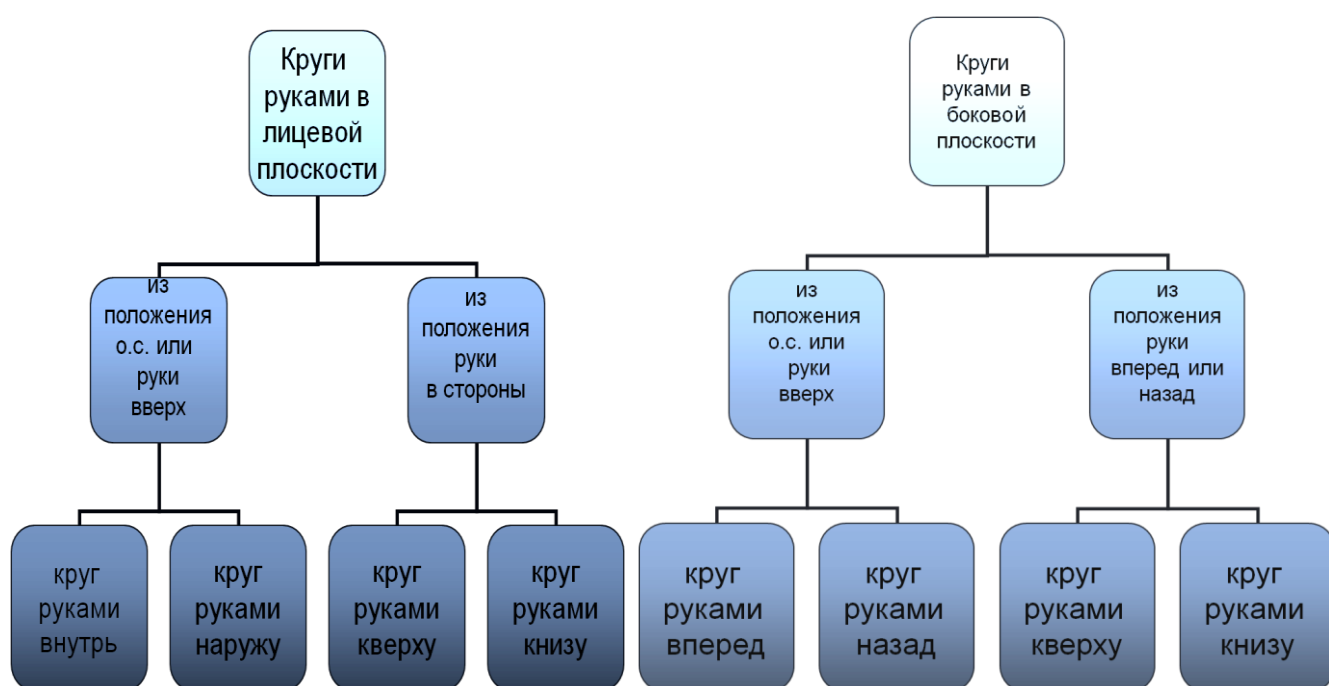 Круги
руками в
лицевой
плоскости
Круги
руками в
боковой
плоскости
из
положения
о.с. или
руки
вверх
из
положения
руки
в стороны
из
положения
о.с. или
руки
вверх
из
положения
руки
вперед или
назад
круг
руками
внутрь
круг
руками
наружу
круг
руками
кверху
круг
руками
книзу
круг
руками
вперед
круг
руками
назад
круг
руками
кверху
круг
руками
книзу